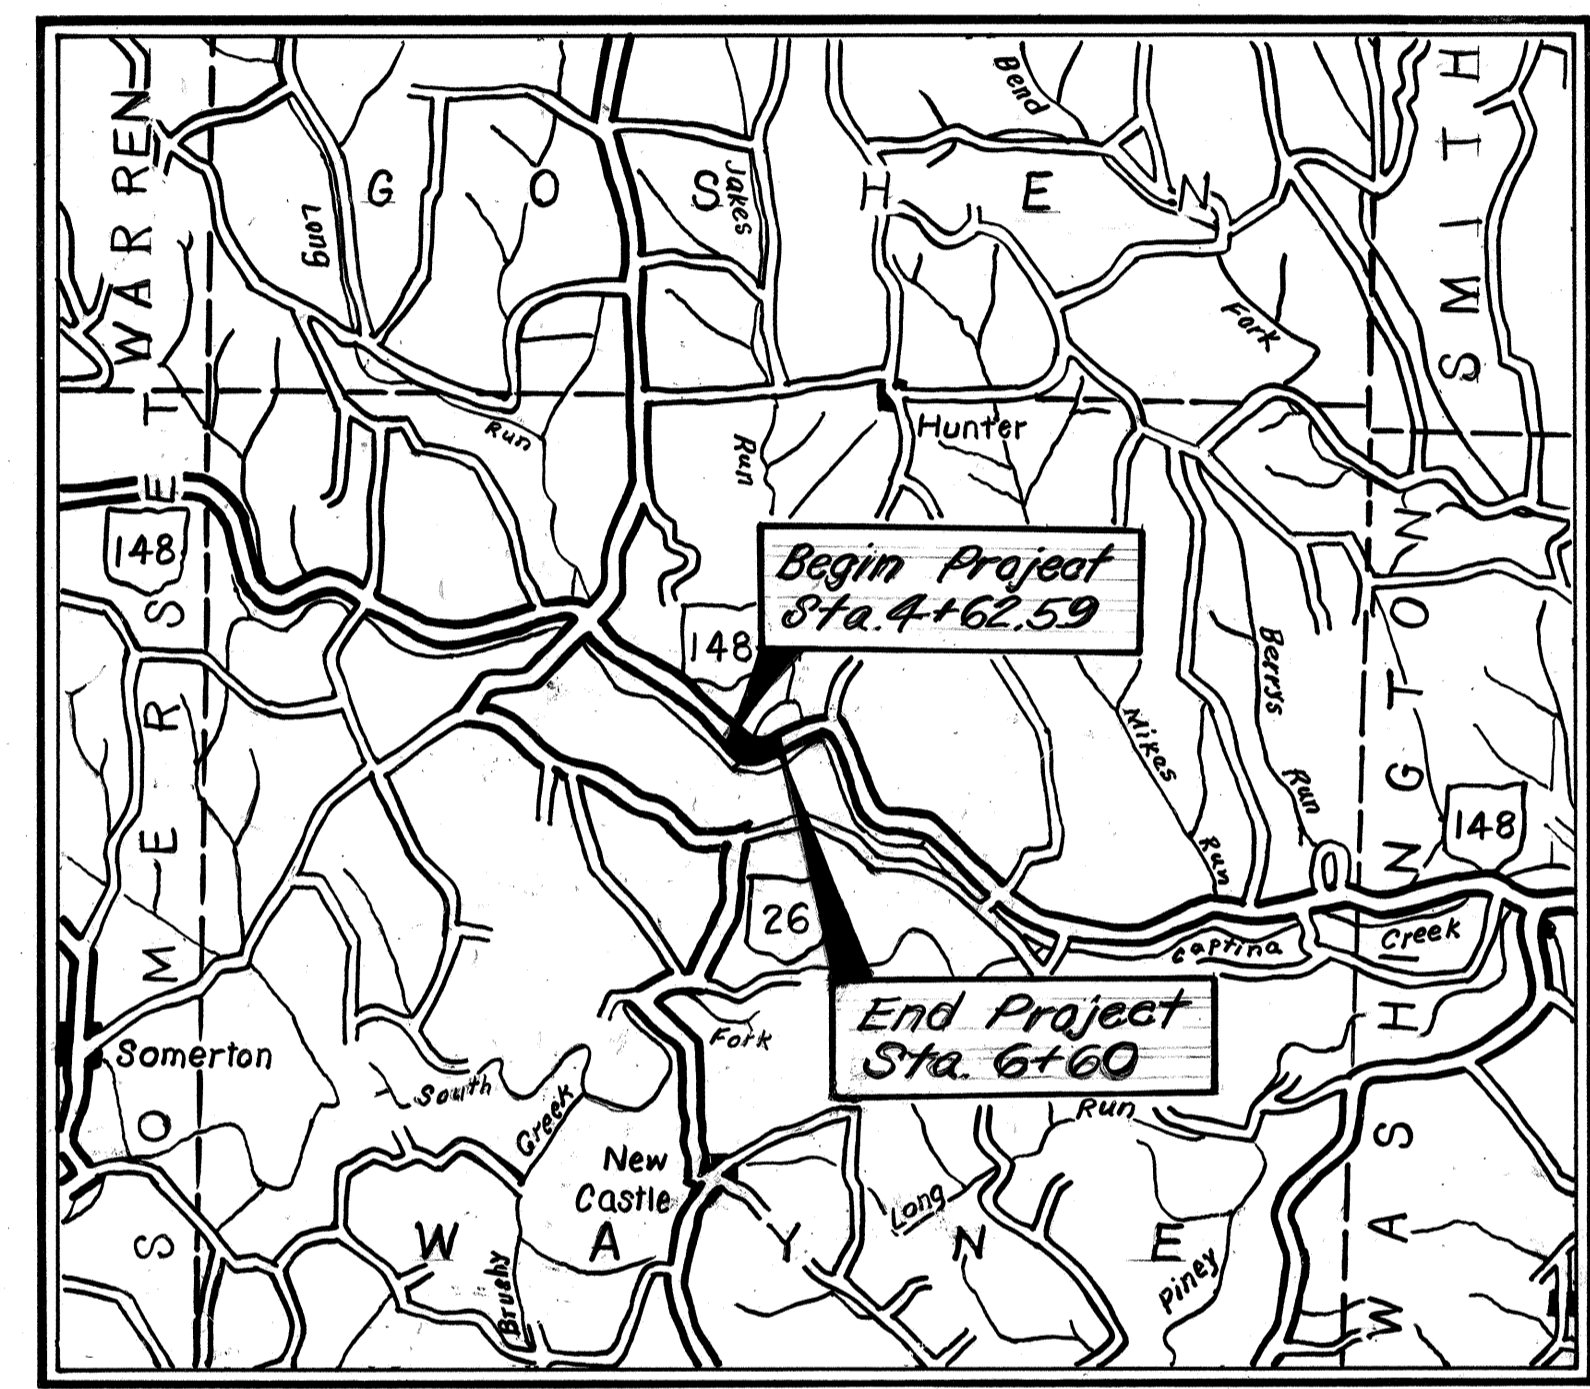 WARREN
SMITH
GOSHEN
Bend
Fork
Long
Run
Jakes
Run
Hunter
148
SOMERSET
Begin Project
Sta. 4+62.59
148
Mikes
Run
Berrys
Run
WASHINGTON
148
26
Captina
Creek
End Project
Sta. 6+60
Somerton
South
Fork
Creek
New
Castle
WAYNE
Brushy
Long
Run
Piney